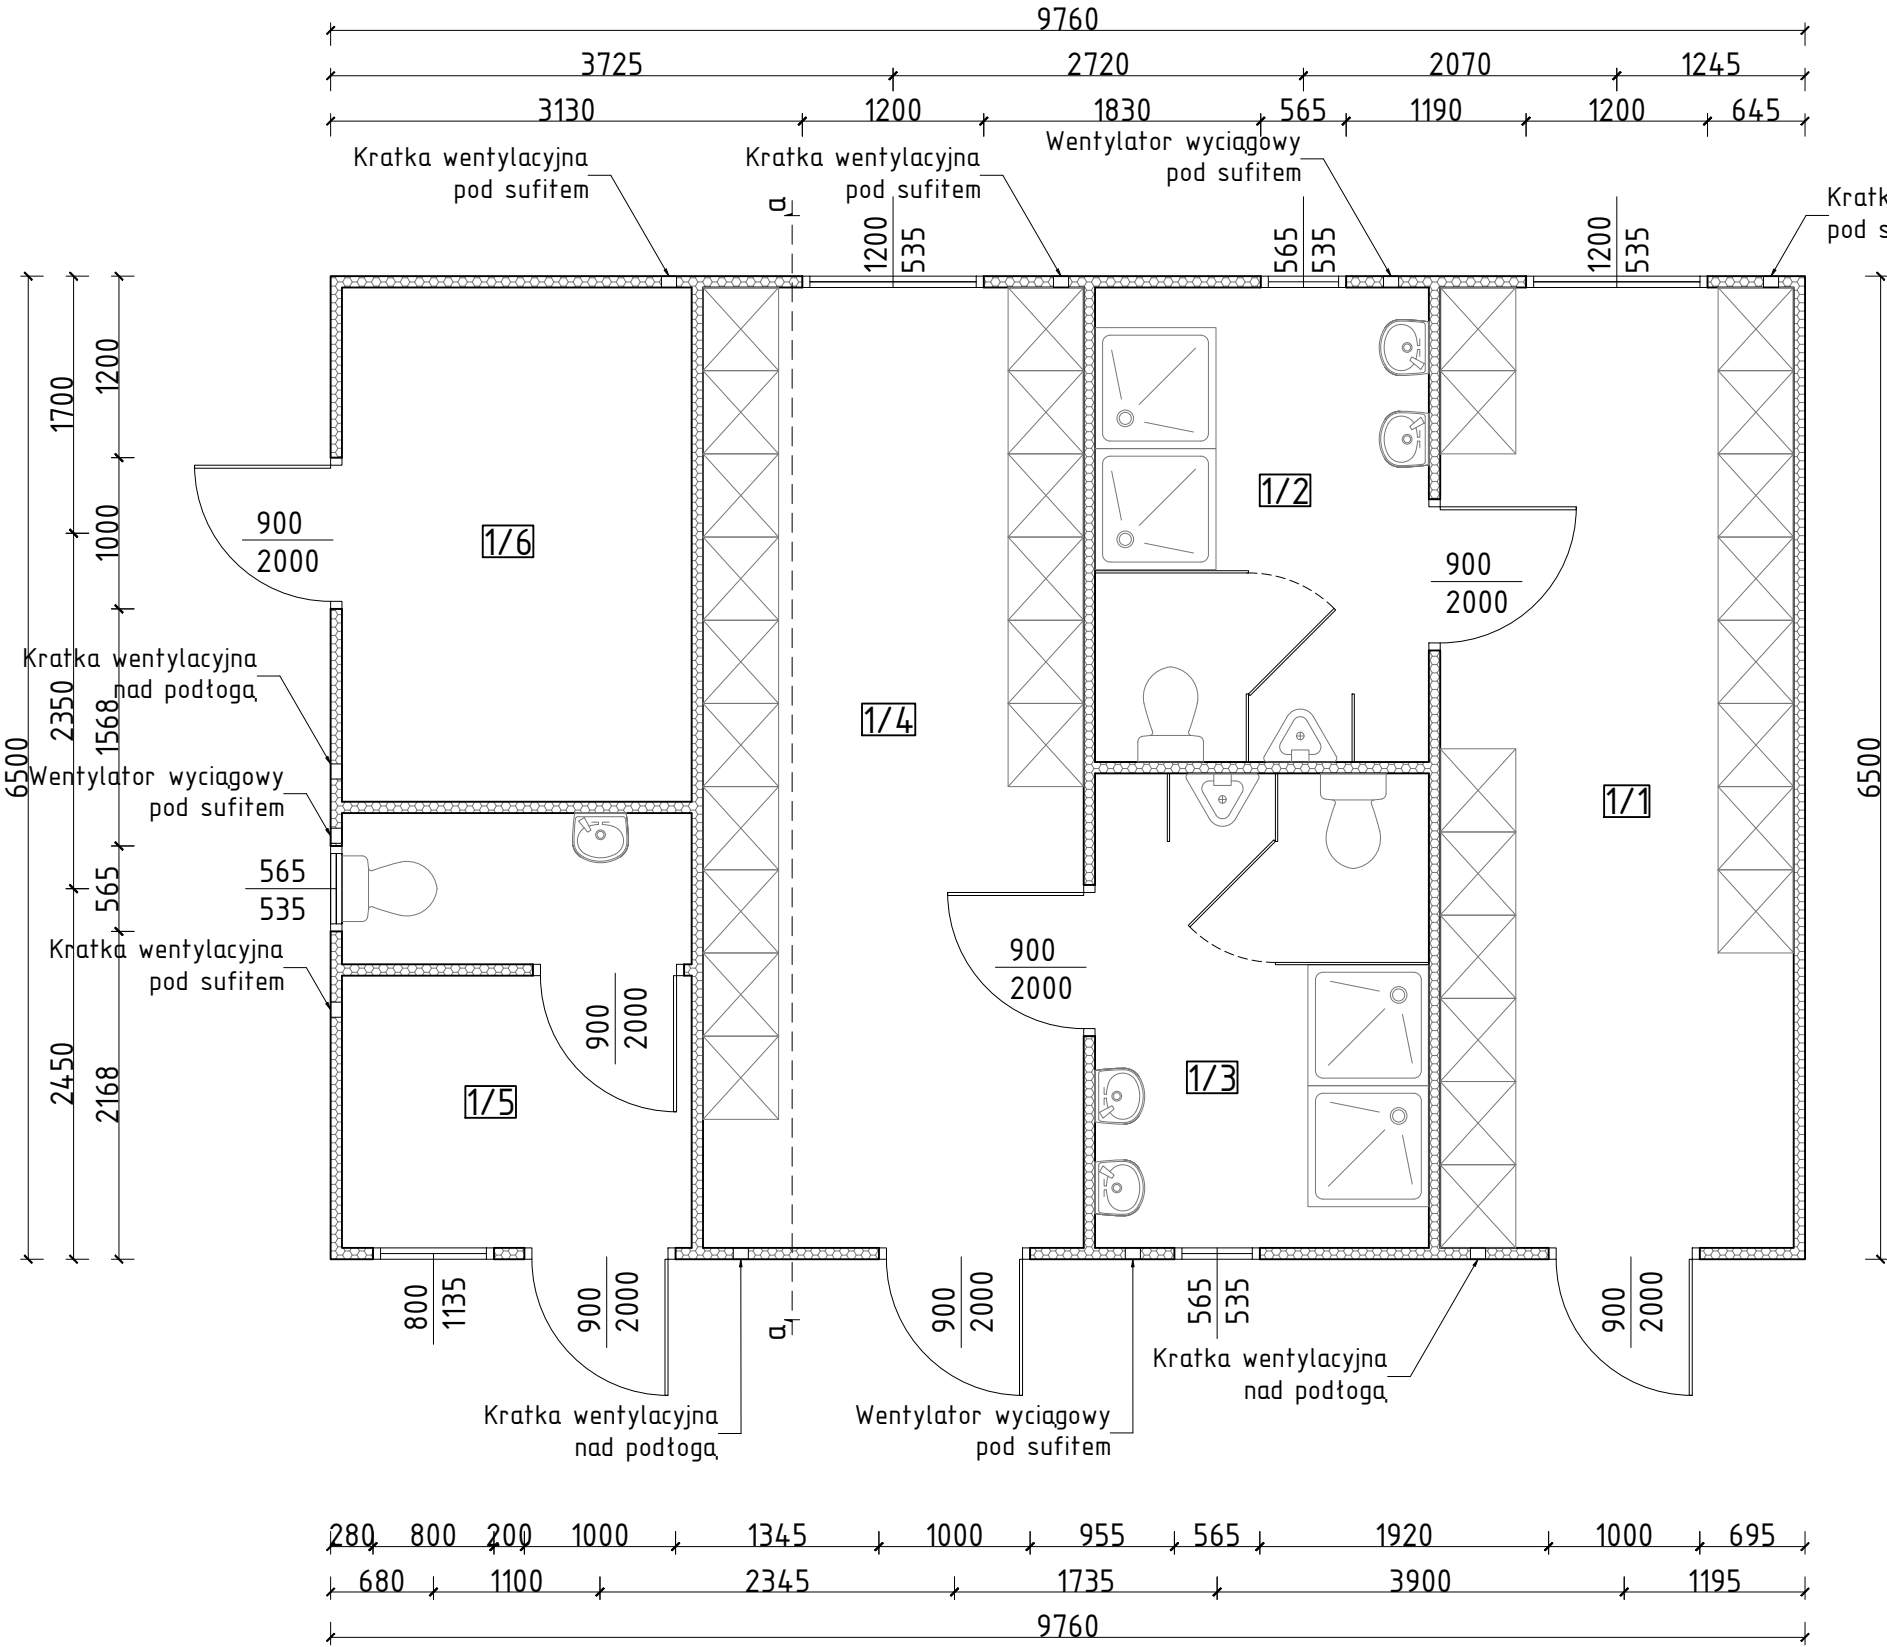 9760
3725 2720 2070 1245
3130 1200 1830 565 1190 1200 645
Kratka wentylacyjna
pod sufitem
Kratka wentylacyjna
pod sufitem
Wentylator wyciągowy
pod sufitem
Kratk
pod s
a
1200
535
565
535
1200
535
6500
1700
2350
2450
1200
1000
1568
565
2168
6500
900
2000
1/6
1/2
900
2000
Kratka wentylacyjna
nad podłogą
1/4
Wentylator wyciągowy
pod sufitem
1/1
565
535
Kratka wentylacyjna
pod sufitem
900
2000
900
2000
1/5
1/3
800
1135
900
2000
a
900
2000
565
535
900
2000
Kratka wentylacyjna
nad podłogą
Kratka wentylacyjna
nad podłogą
Wentylator wyciągowy
pod sufitem
280 800 200 1000 1345 1000 955 565 1920 1000 695
680 1100 2345 1735 3900 1195
9760